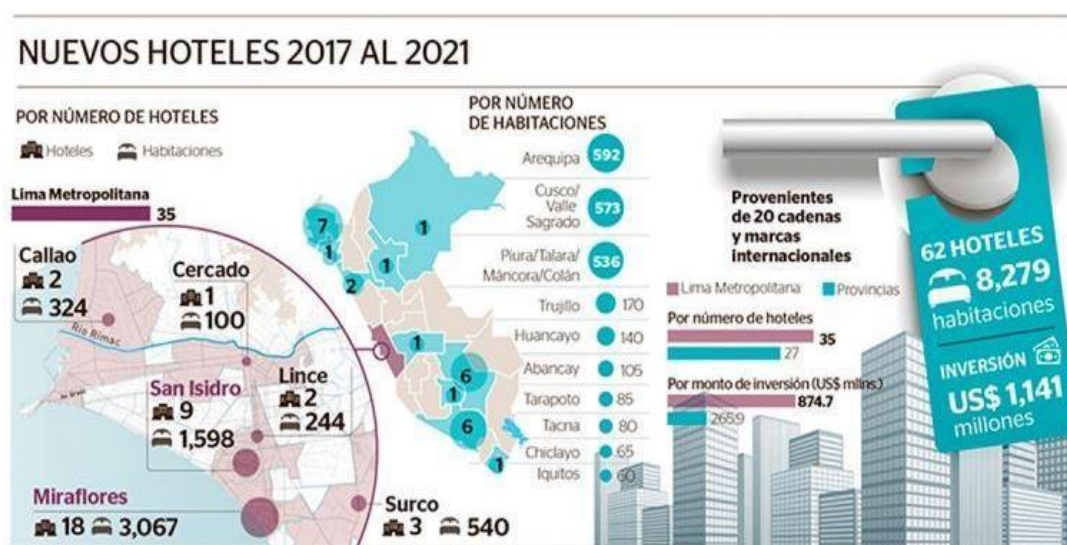 NUEVOS HOTELES 2017 AL 2021
POR NÚMERO DE HOTELES
Hoteles Habitaciones
Lima Metropolitana
35
Callao
2
324
Cercado
1
100
Río Rímac
San Isidro
9
1,598
Lince
2
244
Miraflores
18 3,067
Surco
3 540
7
1
1
1
2
1
6
1
6
1
POR NÚMERO
DE HABITACIONES
Arequipa 592
Cusco/
Valle
Sagrado
573
Piura/Talara/
Máncora/Colán
536
Trujillo 170
Huancayo 140
Abancay 105
Tarapoto 85
Tacna 80
Chiclayo 65
Iquitos 60
Provenientes
de 20 cadenas
y marcas
internacionales
Lima Metropolitana Provincias
Por número de hoteles
35
27
Por monto de inversión (US$ mllns.)
874.7
265.9
62 HOTELES
8,279
habitaciones
INVERSIÓN
US$ 1,141
millones